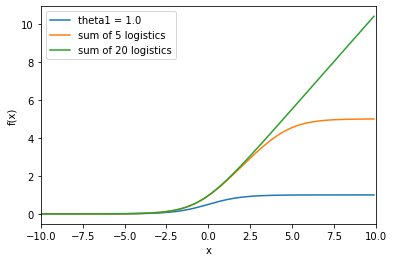 theta1 = 1.0
sum of 5 logistics
sum of 20 logistics
10
8
6
4
2
0
f(x)
−10.0 −7.5 −5.0 −2.5 0.0 2.5 5.0 7.5 10.0
x